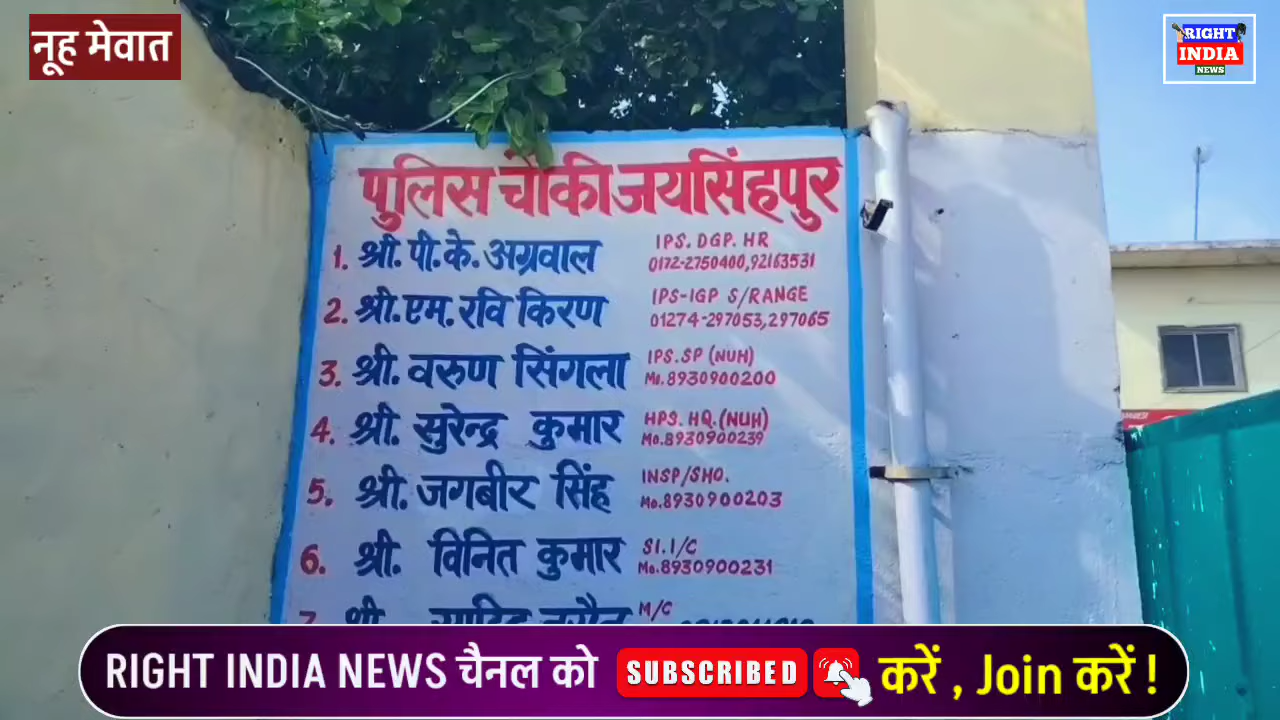 नूह मेवात
RIGHT
INDIA
NEWS
पुलिस चौकी जयसिंहपुर
1. श्री. पी. के. अग्रवाल IPS. DGP. HR
0172-2750400,92163531
2. श्री. एम. रवि किरण IPS-IGP S/RANGE
01274-297053,297065
3. श्री. वरुण सिंगला IPS. SP (NUH)
Mo. 8930900200
4. श्री. सुरेन्द्र कुमार HPS. HQ. (NUH)
Mo. 8930900239
5. श्री. जगबीर सिंह INSP/SHO.
Mo. 8930900203
6. श्री. विनित कुमार SI. I/C
Mo. 8930900231
7. श्री M/C
RIGHT INDIA NEWS चैनल को SUBSCRIBED करें , Join करें !